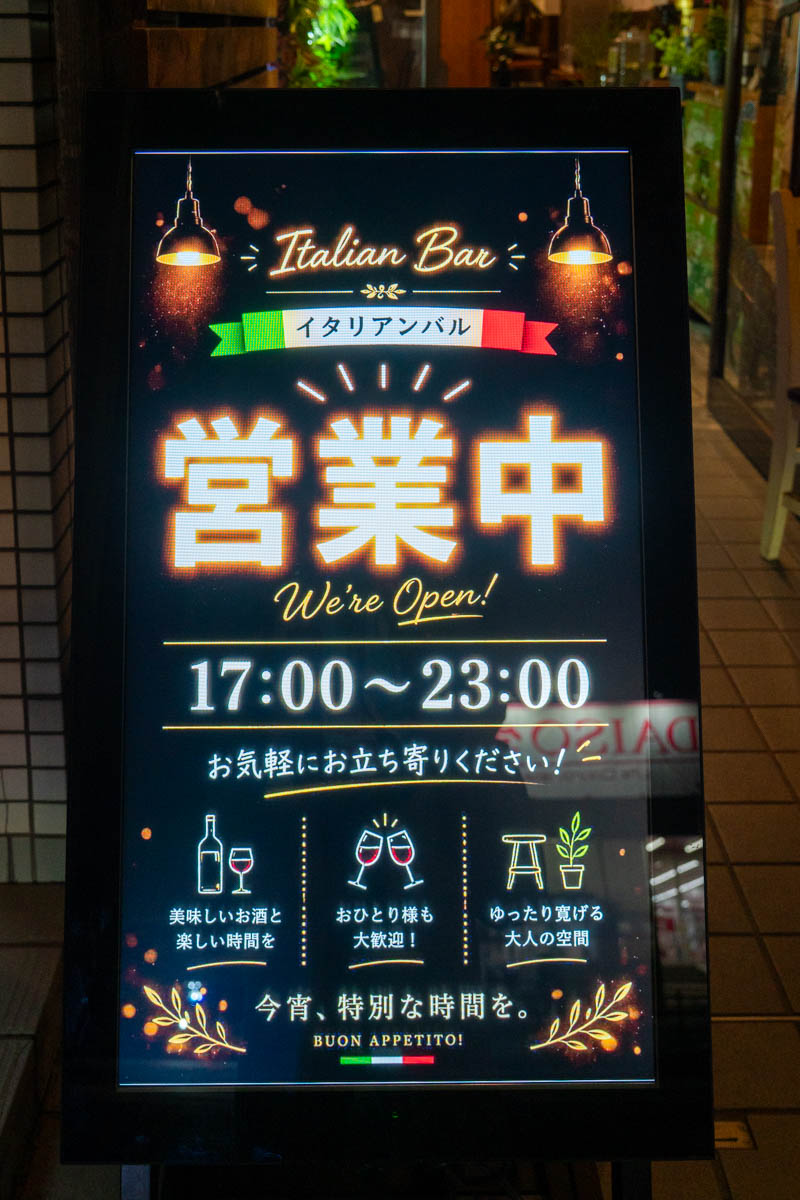 Italian Bar
イタリアンバル
営業中
We're Open!
17:00～23:00
DAISO
お気軽にお立ち寄りください！
美味しいお酒と
楽しい時間を
おひとり様も
大歓迎！
ゆったり寛げる
大人の空間
今宵、特別な時間を。
BUON APPETITO!